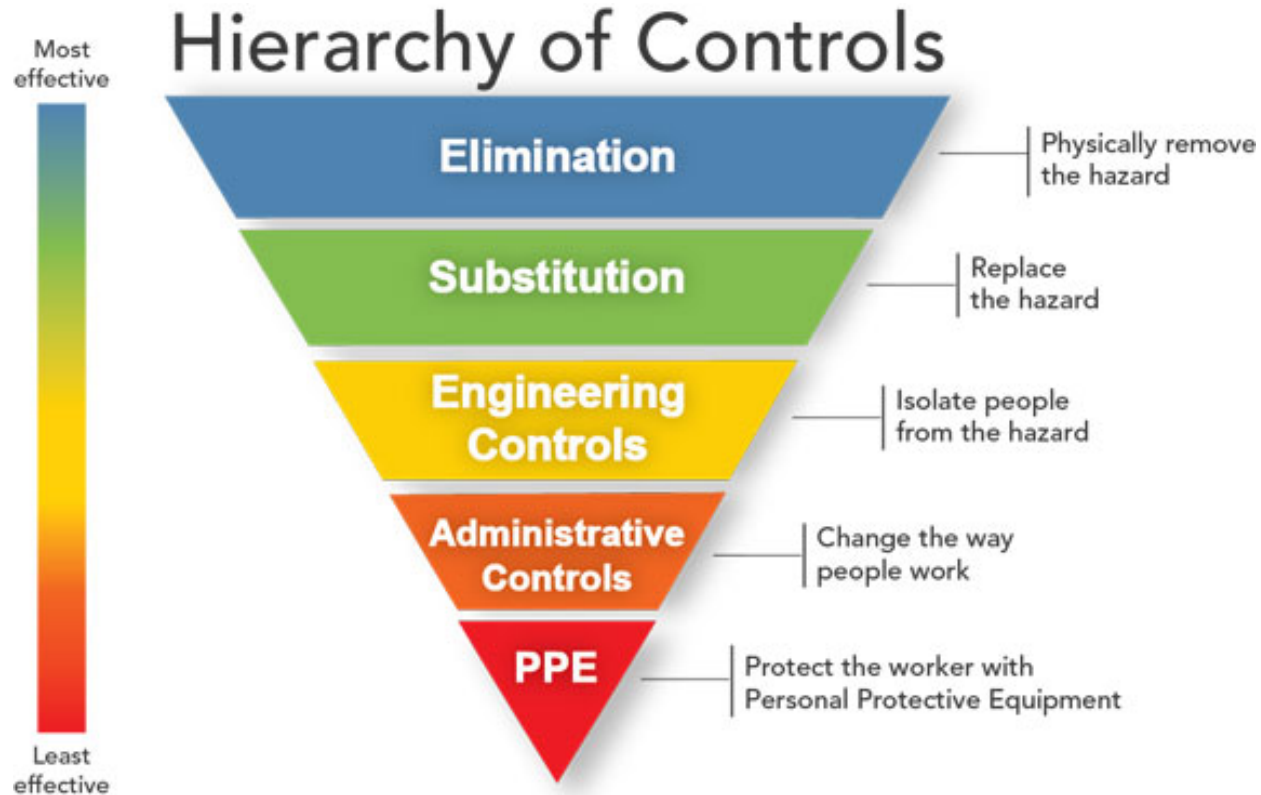 Hierarchy of Controls
Most
effective
Elimination
Physically remove
the hazard
Substitution
Replace
the hazard
Engineering
Controls
Isolate people
from the hazard
Administrative
Controls
Change the way
people work
PPE
Protect the worker with
Personal Protective Equipment
Least
effective